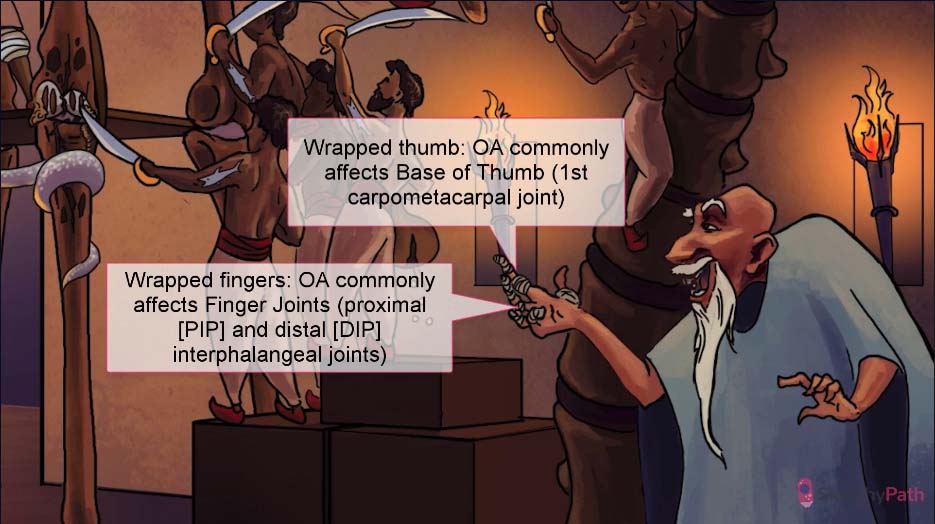 Wrapped thumb: OA commonly
affects Base of Thumb (1st
carpometacarpal joint)
Wrapped fingers: OA commonly
affects Finger Joints (proximal
[PIP] and distal [DIP]
interphalangeal joints)
SketchyPath